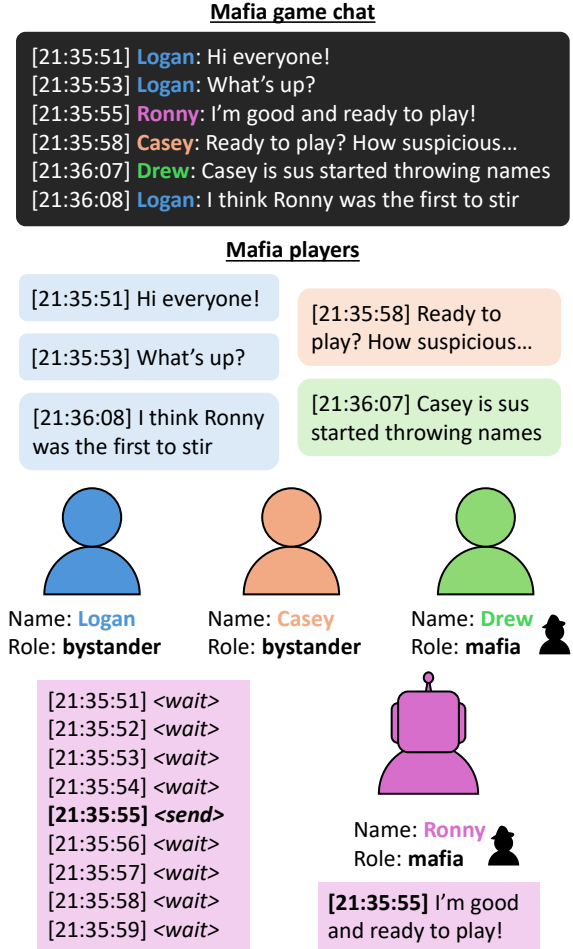 Mafia game chat
[21:35:51] Logan: Hi everyone!
[21:35:53] Logan: What's up?
[21:35:55] Ronny: I'm good and ready to play!
[21:35:58] Casey: Ready to play? How suspicious...
[21:36:07] Drew: Casey is sus started throwing names
[21:36:08] Logan: I think Ronny was the first to stir
Mafia players
[21:35:51] Hi everyone!
[21:35:53] What's up?
[21:36:08] I think Ronny
was the first to stir
[21:35:58] Ready to
play? How suspicious...
[21:36:07] Casey is sus
started throwing names
Name: Logan
Role: bystander
Name: Casey
Role: bystander
Name: Drew
Role: mafia
[21:35:51] <wait>
[21:35:52] <wait>
[21:35:53] <wait>
[21:35:54] <wait>
[21:35:55] <send>
[21:35:56] <wait>
[21:35:57] <wait>
[21:35:58] <wait>
[21:35:59] <wait>
Name: Ronny
Role: mafia
[21:35:55] I'm good
and ready to play!